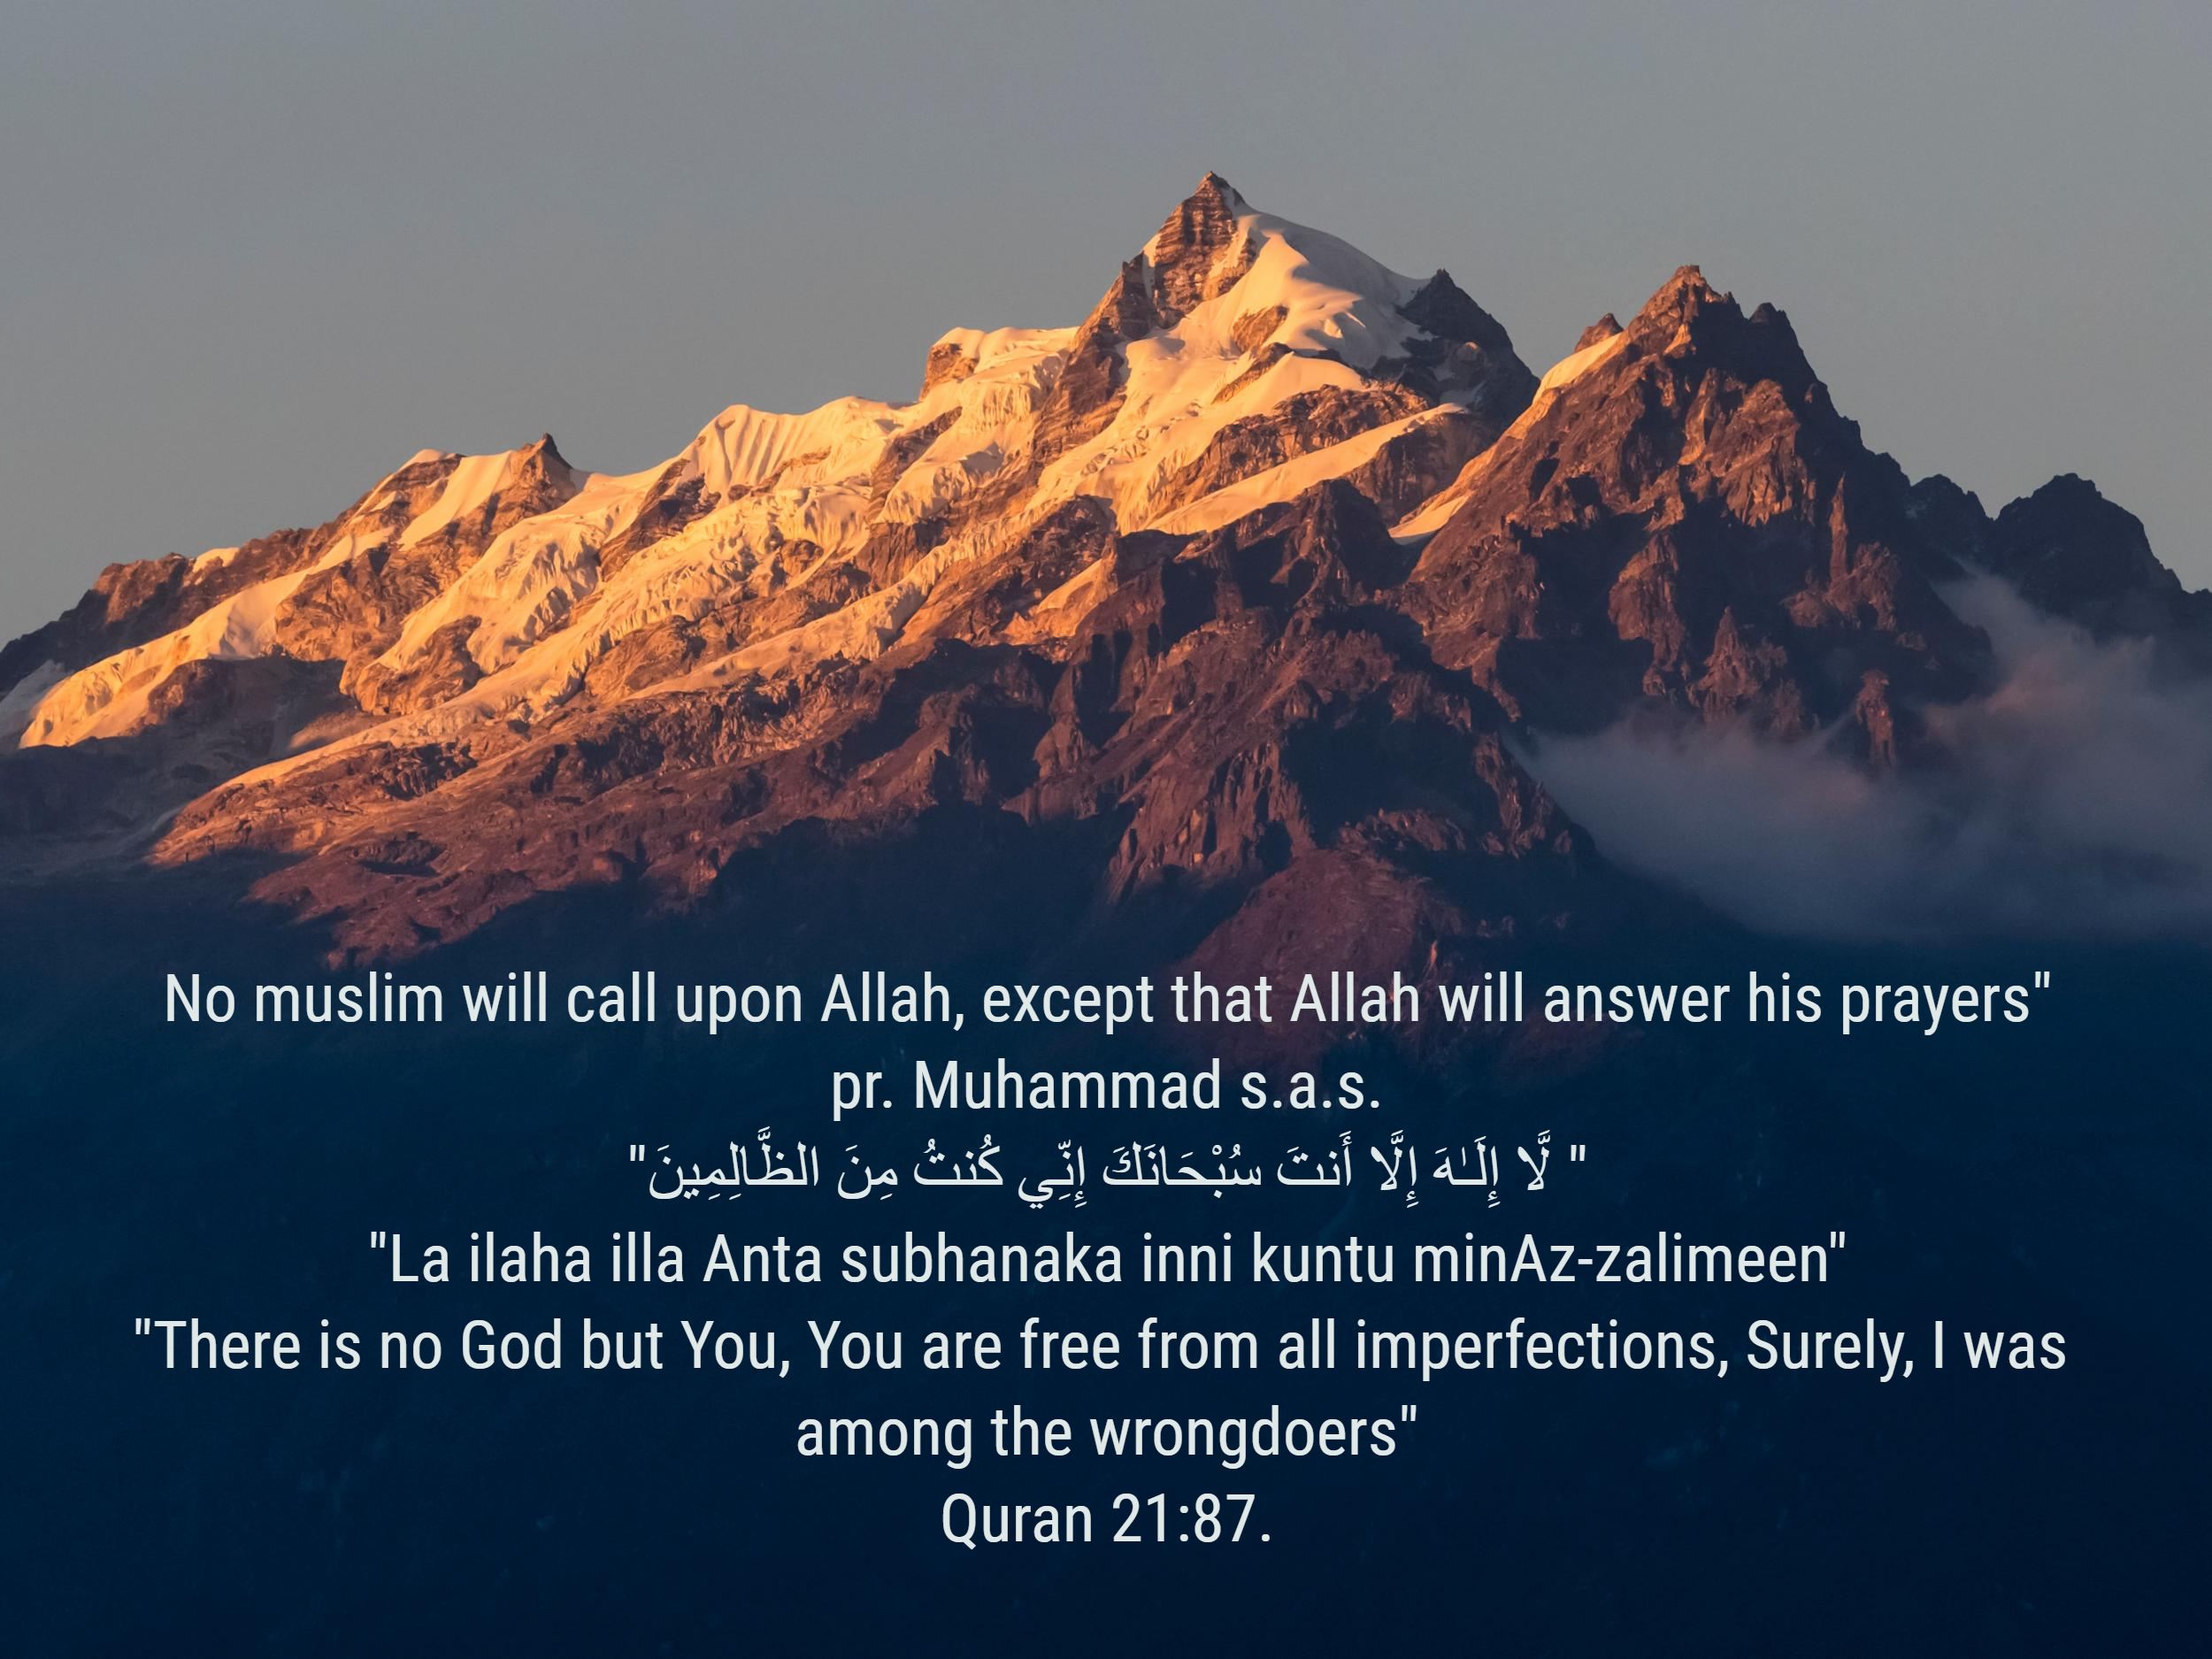 No muslim will call upon Allah, except that Allah will answer his prayers"
pr. Muhammad s.a.s.
" لَّا إِلَـٰهَ إِلَّا أَنتَ سُبْحَانَكَ إِنِّي كُنتُ مِنَ الظَّالِمِينَ"
"La ilaha illa Anta subhanaka inni kuntu minAz-zalimeen"
"There is no God but You, You are free from all imperfections, Surely, I was
among the wrongdoers"
Quran 21:87.